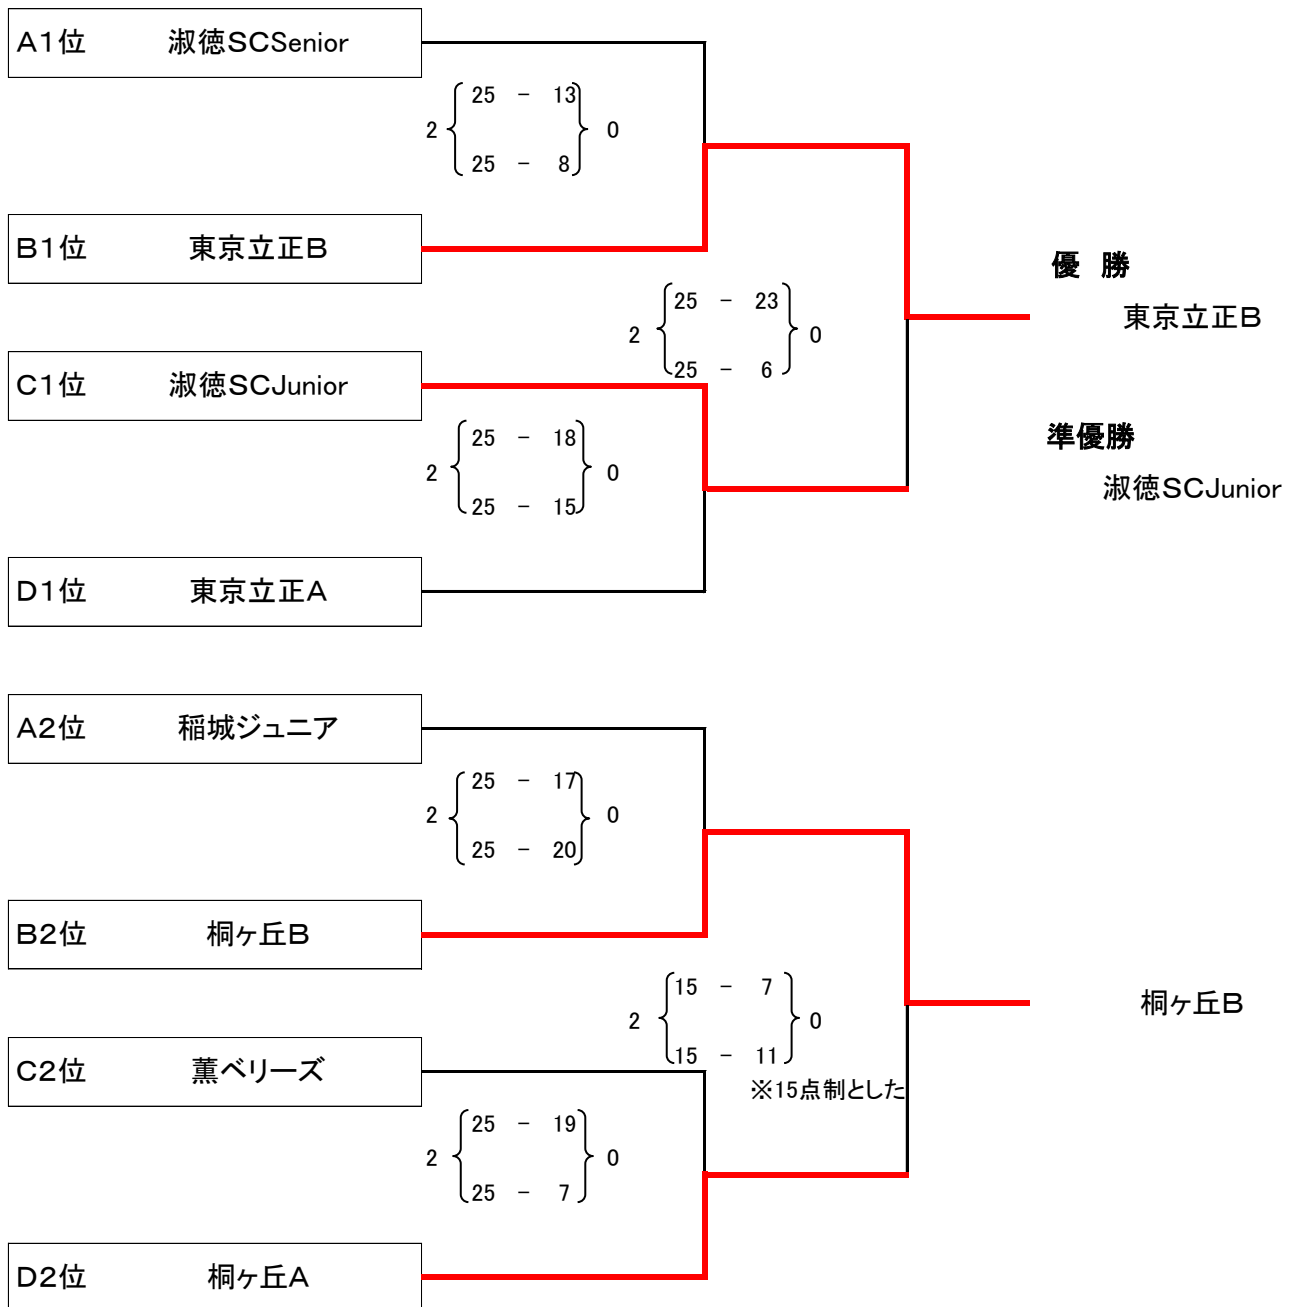 A1位 淑徳SCSenior
25 - 13
2 0
25 - 8
B1位 東京立正B
優 勝
25 - 23
東京立正B
2 0
25 - 6
C1位 淑徳SCJunior
25 - 18
準優勝
2 0
淑徳SCJunior
25 - 15
D1位 東京立正A
A2位 稲城ジュニア
25 - 17
2 0
25 - 20
B2位 桐ヶ丘B
15 - 7
桐ヶ丘B
2 0
15 - 11
C2位 薫ベリーズ
※15点制とした
25 - 19
2 0
25 - 7
D2位 桐ヶ丘A